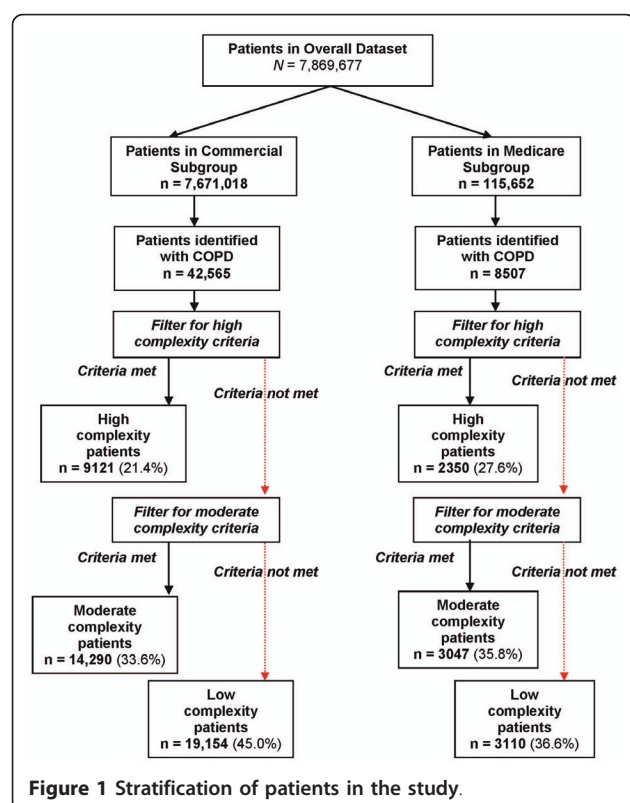 Patients in Overall Dataset
N = 7,869,677
Patients in Commercial
Subgroup
n = 7,671,018
Patients in Medicare
Subgroup
n = 115,652
Patients identified
with COPD
n = 42,565
Patients identified
with COPD
n = 8507
Filter for high
complexity criteria
Filter for high
complexity criteria
Criteria met
Criteria not met
Criteria met
Criteria not met
High
complexity
patients
n = 9121 (21.4%)
High
complexity
patients
n = 2350 (27.6%)
Filter for moderate
complexity criteria
Filter for moderate
complexity criteria
Criteria met
Criteria not met
Criteria met
Criteria not met
Moderate
complexity
patients
n = 14,290 (33.6%)
Moderate
complexity
patients
n = 3047 (35.8%)
Low
complexity
patients
n = 19,154 (45.0%)
Low
complexity
patients
n = 3110 (36.6%)
Figure 1 Stratification of patients in the study.